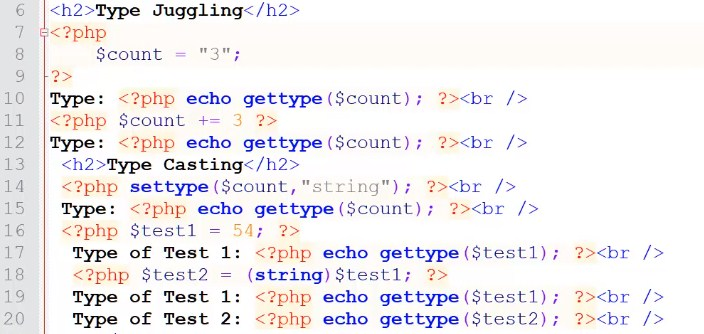 6 <h2>Type Juggling</h2>
7 <?php
8 $count = "3";
9 ?>
10 Type: <?php echo gettype($count); ?><br />
11 <?php $count += 3 ?>
12 Type: <?php echo gettype($count); ?><br />
13 <h2>Type Casting</h2>
14 <?php settype($count,"string"); ?><br />
15 Type: <?php echo gettype($count); ?><br />
16 <?php $test1 = 54; ?>
17 Type of Test 1: <?php echo gettype($test1); ?><br />
18 <?php $test2 = (string)$test1; ?>
19 Type of Test 1: <?php echo gettype($test1); ?><br />
20 Type of Test 2: <?php echo gettype($test2); ?><br />